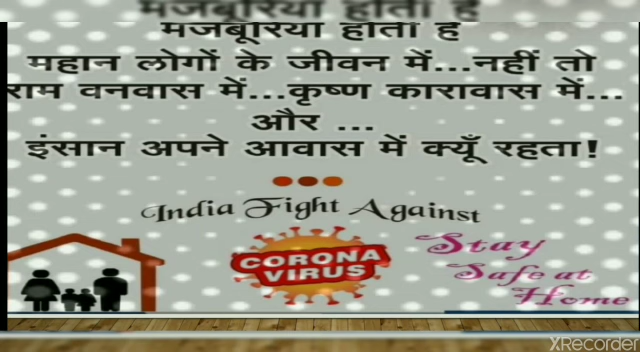 मजबूरियां होती हैं
महान लोगों के जीवन में...नहीं तो
राम वनवास में...कृष्ण कारावास में...
और ...
इंसान अपने आवास में क्यूँ रहता!
India Fight Against
CORONA
VIRUS
Stay
Safe at
Home
XRecorder